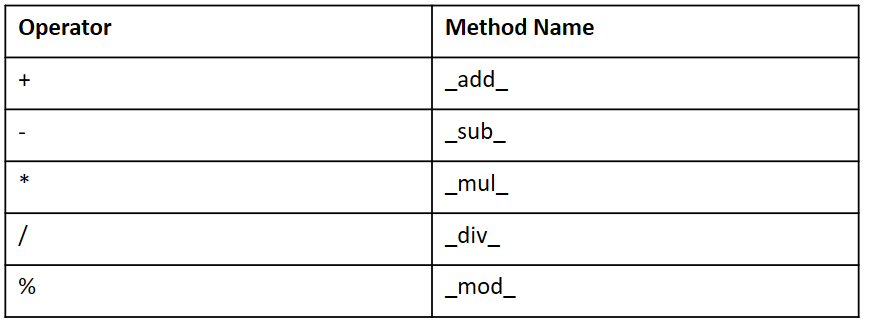 Operator Method Name
+ _add_
- _sub_
* _mul_
/ _div_
% _mod_